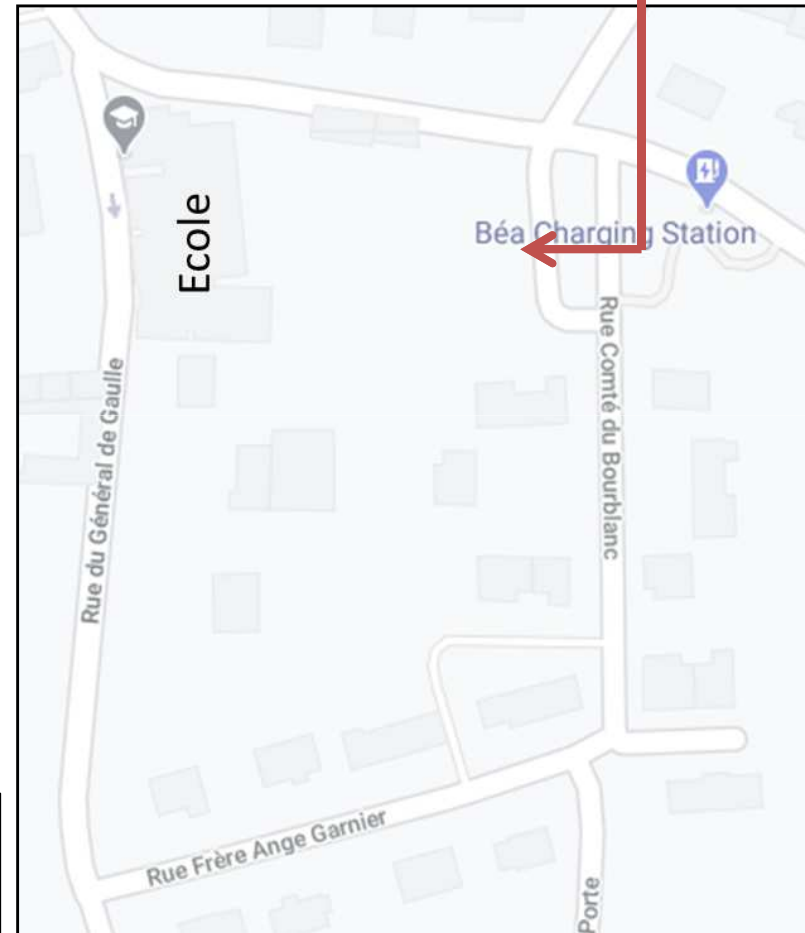 Ecole
Béa Charging Station
Rue du Général de Gaulle
Rue Comté du Bourblanc
Rue Frère Ange Garnier
Porte